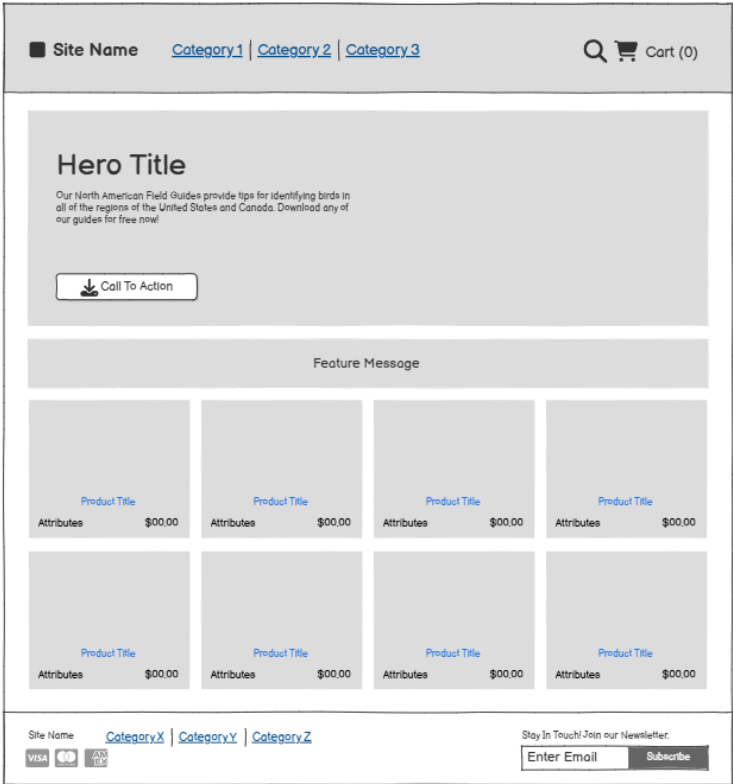 Site Name Category 1 Category 2 Category 3 Cart (0)
Hero Title
Our North American Field Guides provide tips for identifying birds in
all of the regions of the United States and Canada. Download any of
our guides for free now!
Call To Action
Feature Message
Product Title Product Title Product Title Product Title
Attributes $00.00 Attributes $00.00 Attributes $00.00 Attributes $00.00
Product Title Product Title Product Title Product Title
Attributes $00.00 Attributes $00.00 Attributes $00.00 Attributes $00.00
Site Name Category X Category Y Category Z Stay In Touch! Join our Newsletter.
VISA AM EX Enter Email Subscribe